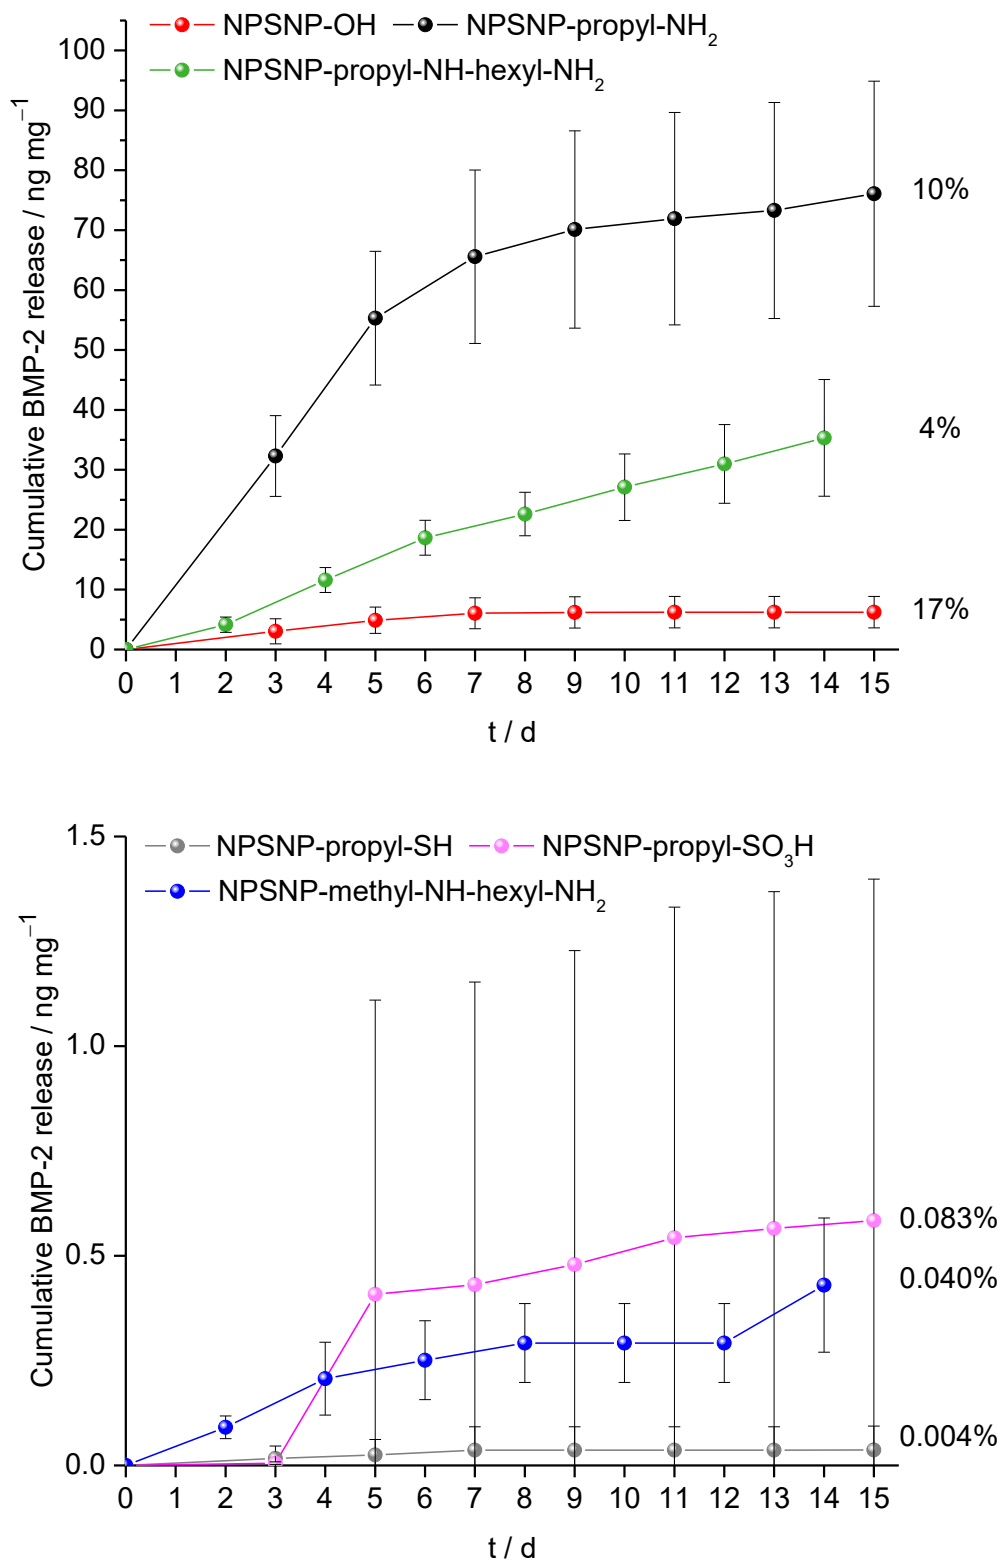 NPSNP-OH NPSNP-propyl-NH₂
NPSNP-propyl-NH-hexyl-NH₂
Cumulative BMP-2 release / ng mg⁻¹
100
90
80
70
60
50
40
30
20
10
0
10%
4%
17%
0 1 2 3 4 5 6 7 8 9 10 11 12 13 14 15
t / d
NPSNP-propyl-SH NPSNP-propyl-SO₃H
NPSNP-methyl-NH-hexyl-NH₂
Cumulative BMP-2 release / ng mg⁻¹
1.5
1.0
0.5
0.0
0.083%
0.040%
0.004%
0 1 2 3 4 5 6 7 8 9 10 11 12 13 14 15
t / d